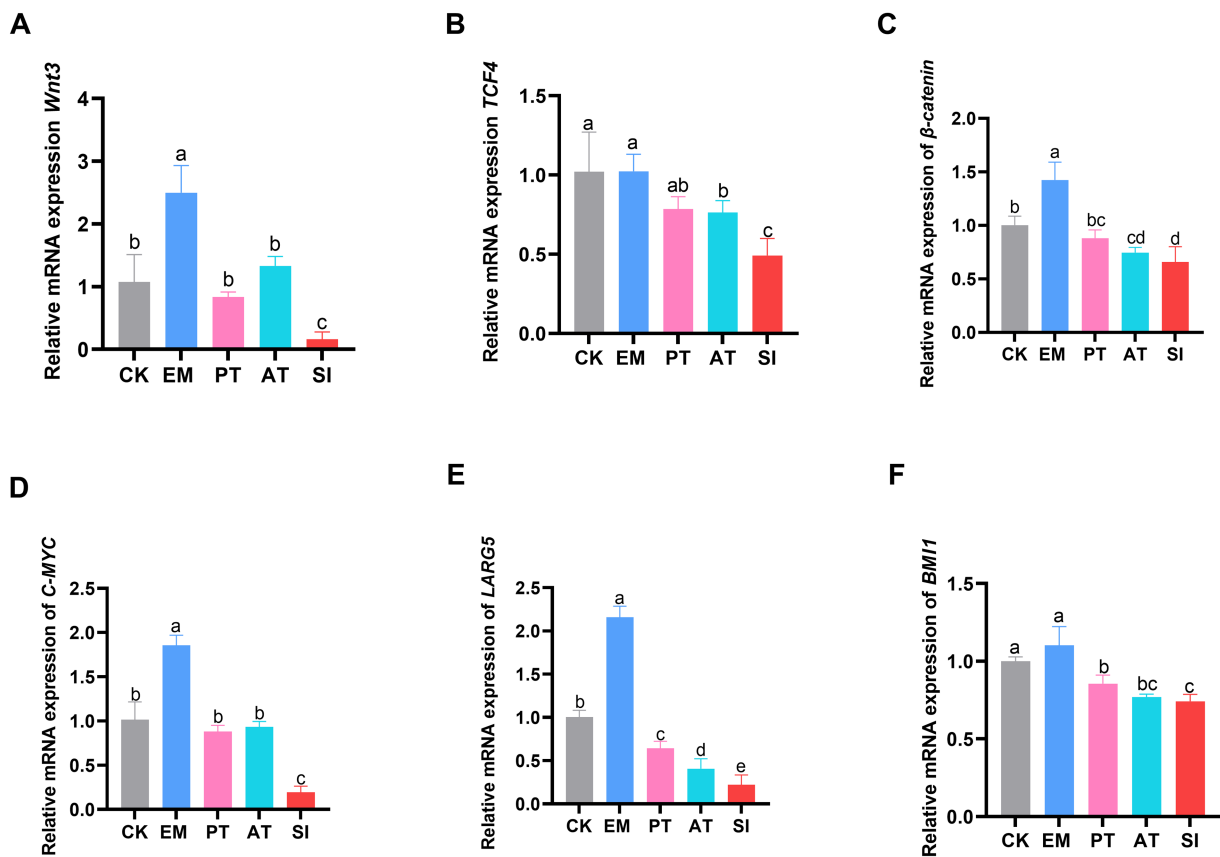 A
Relative mRNA expression Wnt3
4
3
2
1
0
a
b
b
b
c
CK EM PT AT SI
B
Relative mRNA expression TCF4
1.5
1.0
0.5
0.0
a
a
ab
b
c
CK EM PT AT SI
C
Relative mRNA expression of β-catenin
2.0
1.5
1.0
0.5
0.0
b
a
bc
cd
d
CK EM PT AT SI
D
Relative mRNA expression of C-MYC
2.5
2.0
1.5
1.0
0.5
0.0
b
a
b
b
c
CK EM PT AT SI
E
Relative mRNA expression of LARG5
2.5
2.0
1.5
1.0
0.5
0.0
b
a
c
d
e
CK EM PT AT SI
F
Relative mRNA expression of BMI1
1.5
1.0
0.5
0.0
a
a
b
bc
c
CK EM PT AT SI